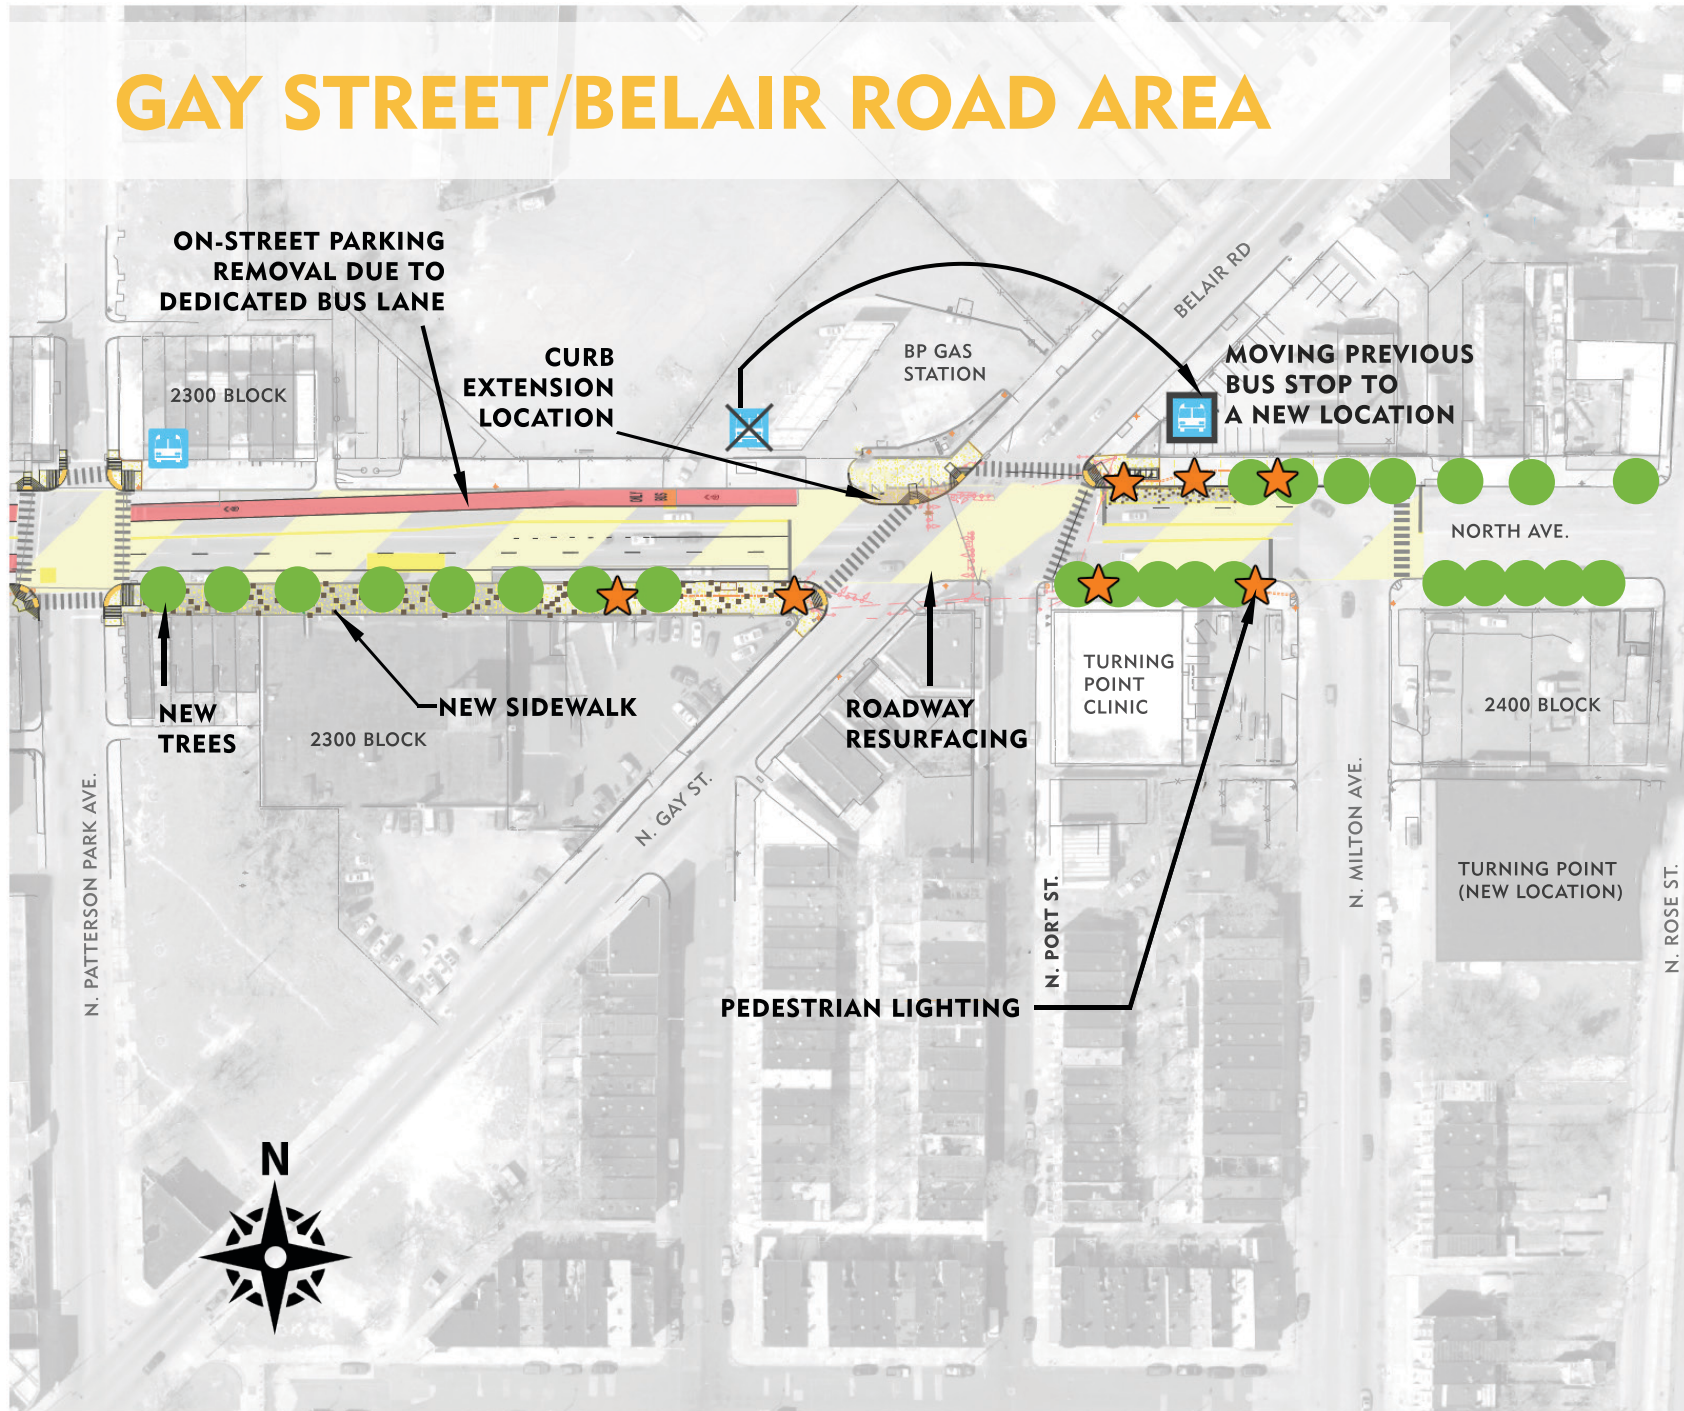 GAY STREET/BELAIR ROAD AREA
ON-STREET PARKING
REMOVAL DUE TO
DEDICATED BUS LANE
CURB
EXTENSION
LOCATION
BP GAS
STATION
BELAIR RD
MOVING PREVIOUS
BUS STOP TO
A NEW LOCATION
2300 BLOCK
ONLY
BUS
NORTH AVE.
NEW
TREES
NEW SIDEWALK
2300 BLOCK
ROADWAY
RESURFACING
TURNING
POINT
CLINIC
2400 BLOCK
N. PATTERSON PARK AVE.
N. GAY ST.
N. PORT ST.
N. MILTON AVE.
TURNING POINT
(NEW LOCATION)
N. ROSE ST.
PEDESTRIAN LIGHTING
N